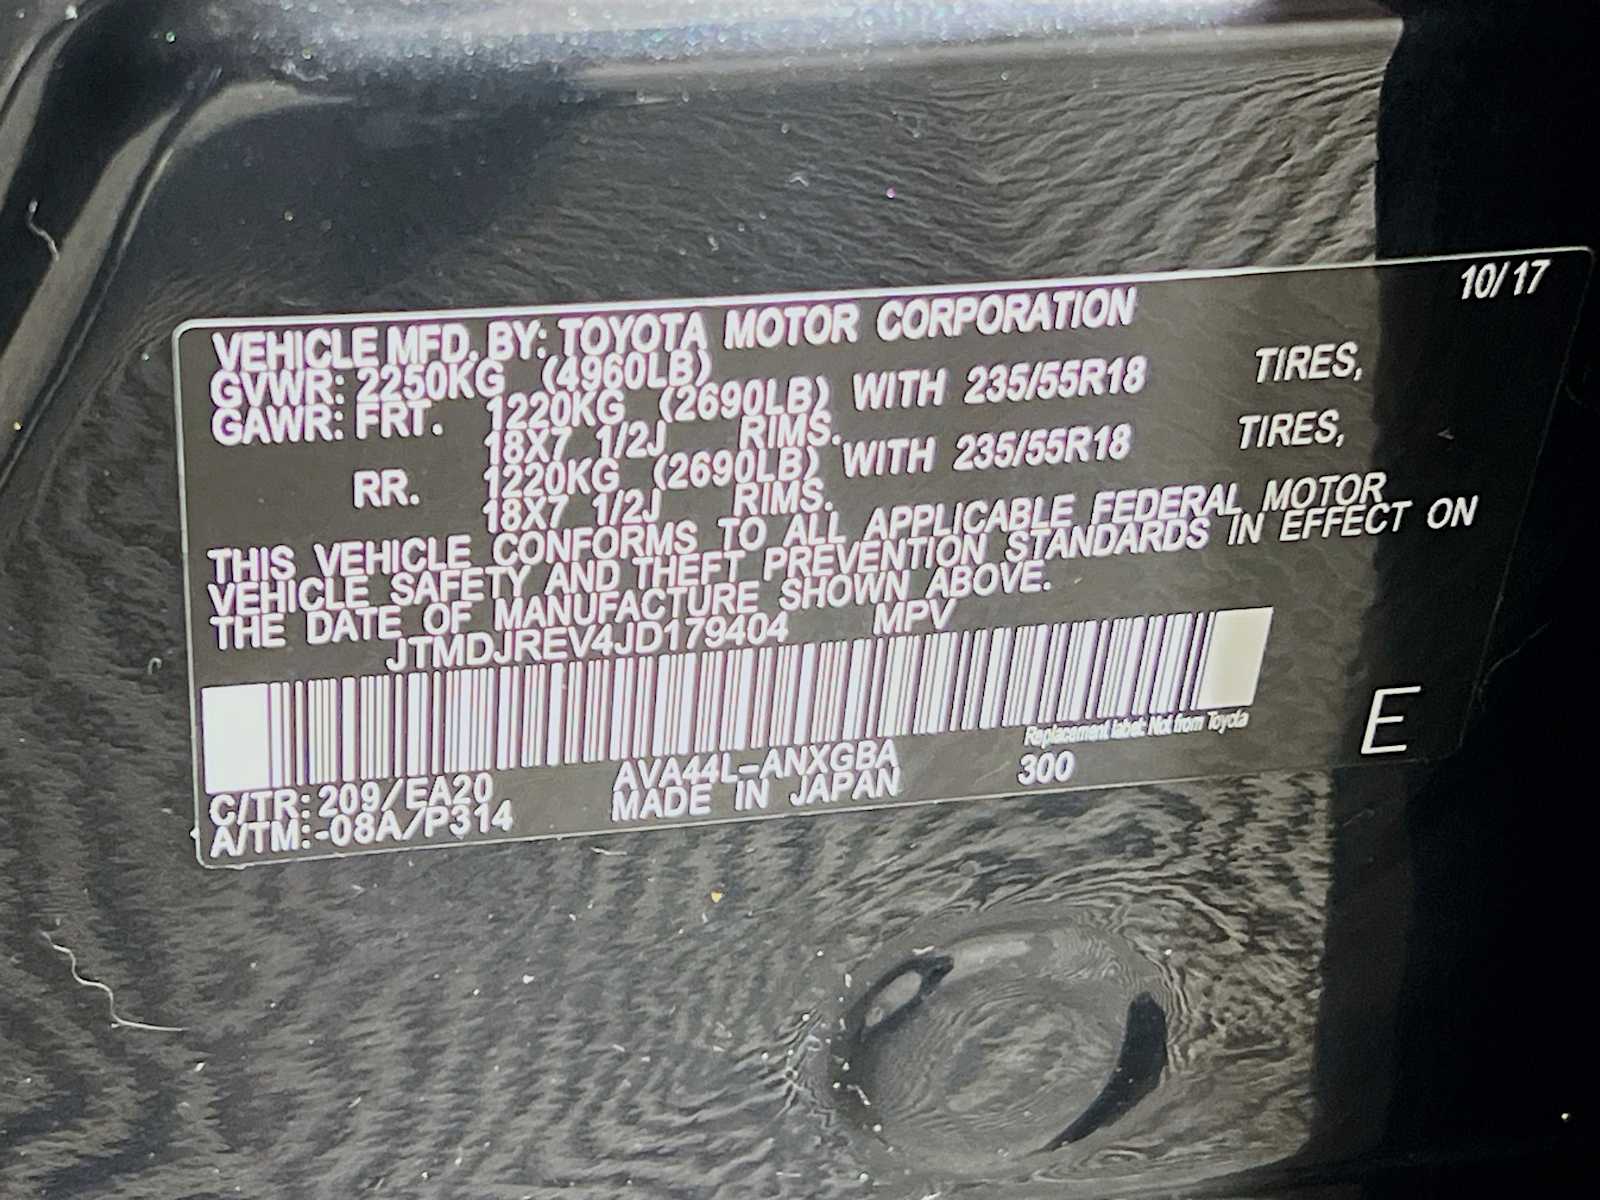 10/17
VEHICLE MFD. BY: TOYOTA MOTOR CORPORATION
GVWR: 2250KG (4960LB)
GAWR: FRT. 1220KG (2690LB) WITH 235/55R18 TIRES,
18X7 1/2J RIMS.
RR. 1220KG (2690LB) WITH 235/55R18 TIRES,
18X7 1/2J RIMS.
THIS VEHICLE CONFORMS TO ALL APPLICABLE FEDERAL MOTOR
VEHICLE SAFETY AND THEFT PREVENTION STANDARDS IN EFFECT ON
THE DATE OF MANUFACTURE SHOWN ABOVE.
JTMDJREV4JD179404 MPV
Replacement label: Not from Toyota
E
C/TR: 209/EA20 AVA44L-ANXGBA 300
A/TM:-08A/P314 MADE IN JAPAN